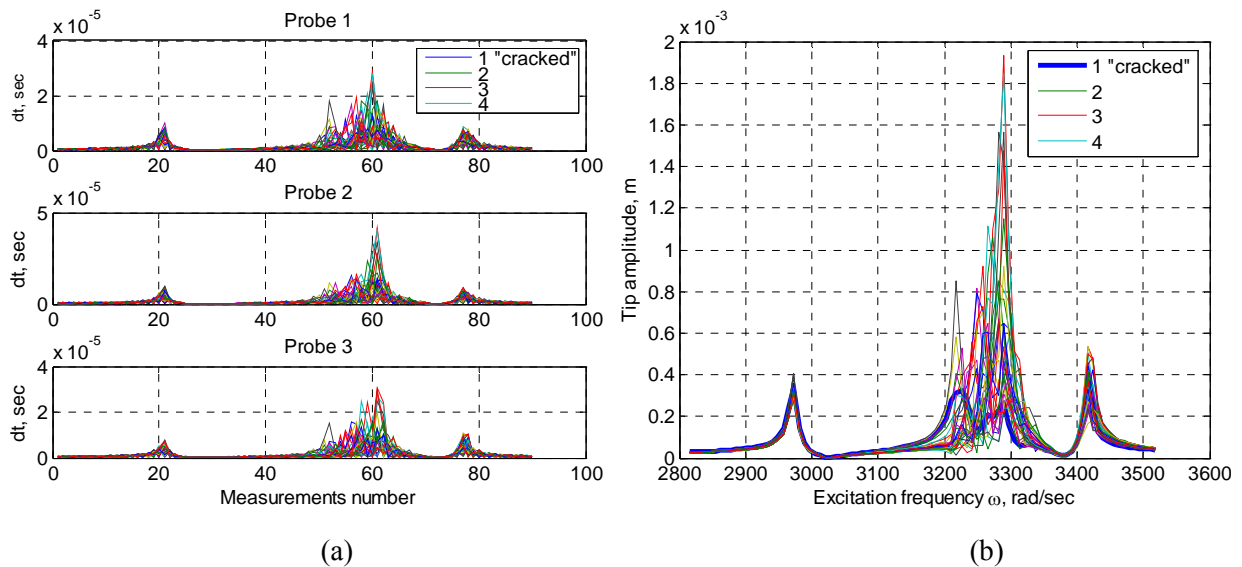 x 10-5
Probe 1
4
2
0
dt, sec
1 "cracked"
2
3
4
0 20 40 60 80 100
x 10-5
Probe 2
5
0
dt, sec
0 20 40 60 80 100
x 10-5
Probe 3
4
2
0
dt, sec
0 20 40 60 80 100
Measurements number
(a)
x 10-3
2
1.8
1.6
1.4
1.2
1
0.8
0.6
0.4
0.2
0
Tip amplitude, m
1 "cracked"
2
3
4
2800 2900 3000 3100 3200 3300 3400 3500 3600
Excitation frequency ω, rad/sec
(b)